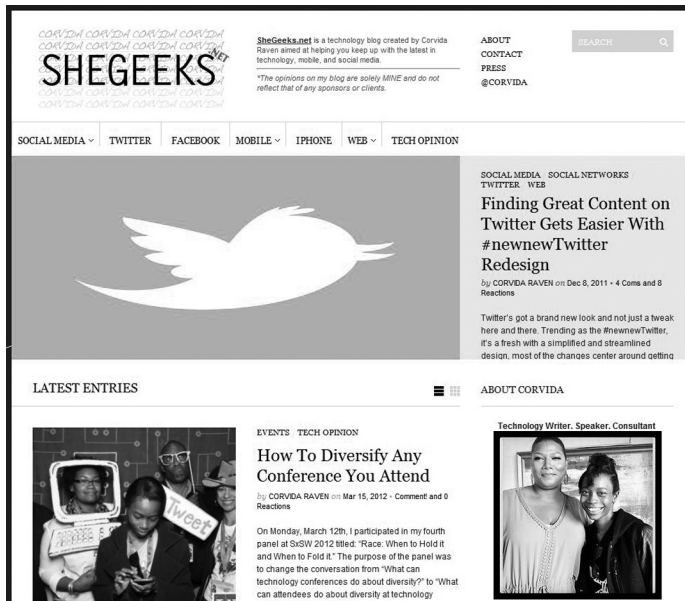 CORVIDA CORVIDA CORVIDA
CORVIDA CORVIDA CORVIDA
SHEGEEKS
.NET
CORVIDA CORVIDA CORVIDA
SheGeeks.net is a technology blog created by Corvida
Raven aimed at helping you keep up with the latest in
technology, mobile, and social media.
*The opinions on my blog are solely MINE and do not
reflect that of any sponsors or clients.
ABOUT
CONTACT
PRESS
@CORVIDA
SEARCH
SOCIAL MEDIA
TWITTER
FACEBOOK
MOBILE
IPHONE
WEB
TECH OPINION
SOCIAL MEDIA SOCIAL NETWORKS
TWITTER WEB
Finding Great Content on
Twitter Gets Easier With
#newnewTwitter
Redesign
by CORVIDA RAVEN on Dec 8, 2011 • 4 Coms and 8
Reactions
Twitter's got a brand new look and not just a tweak
here and there. Trending as the #newnewTwitter,
it's a fresh with a simplified and streamlined
design, most of the changes center around getting
LATEST ENTRIES
EVENTS TECH OPINION
How To Diversify Any
Conference You Attend
by CORVIDA RAVEN on Mar 15, 2012 • Comment! and 0
Reactions
On Monday, March 12th, I participated in my fourth
panel at SxSW 2012 titled: "Race: When to Hold it
and When to Fold it." The purpose of the panel was
to change the conversation from "What can
technology conferences do about diversity?" to "What
can attendees do about diversity at technology
Tweet
ABOUT CORVIDA
Technology Writer. Speaker. Consultant